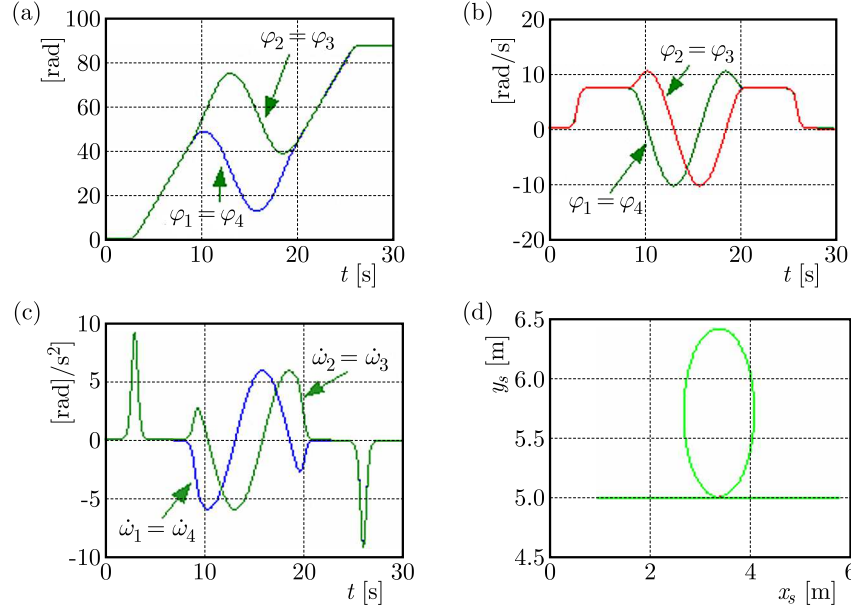 (a)
100
80
60
40
20
0
[rad]
φ₂ = φ₃
φ₁ = φ₄
10
20
30
t [s]
(b)
20
10
0
-10
-20
[rad/s]
φ₂ = φ₃
φ₁ = φ₄
0
10
20
30
t [s]
(c)
10
5
0
-5
-10
[rad]/s²
ω̇₂ = ω̇₃
ω̇₁ = ω̇₄
0
10
20
30
t [s]
(d)
6.5
6.0
5.5
5.0
4.5
yₛ [m]
0
2
4
6
xₛ [m]